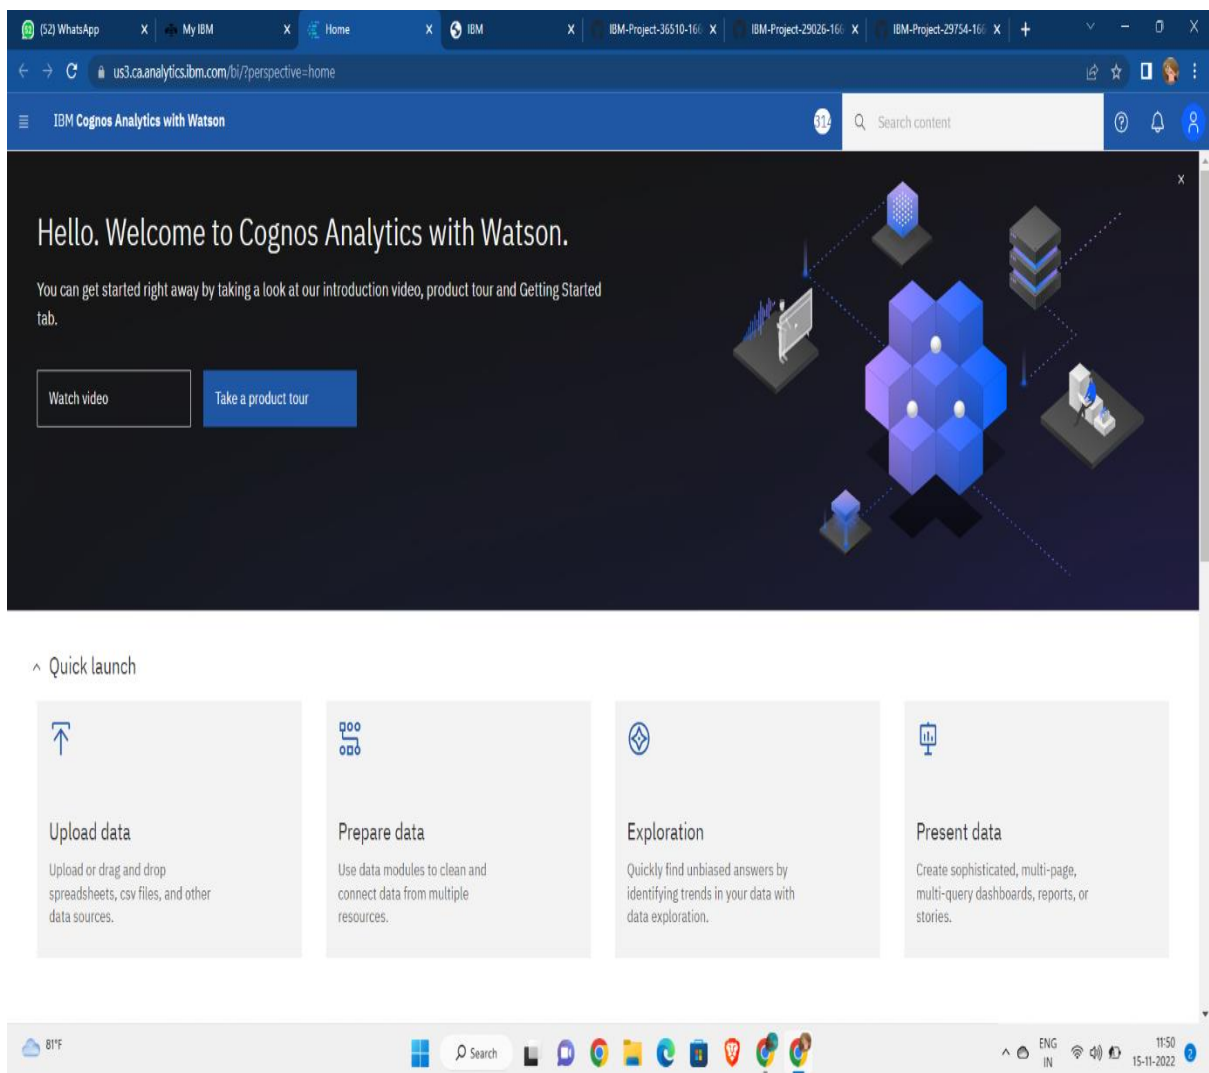 (52) WhatsApp
My IBM
Home
IBM
IBM-Project-36510-166
IBM-Project-29026-166
IBM-Project-29754-166
us3.ca.analytics.ibm.com/bi/?perspective=home
IBM Cognos Analytics with Watson
314
Search content
Hello. Welcome to Cognos Analytics with Watson.
You can get started right away by taking a look at our introduction video, product tour and Getting Started
tab.
Watch video
Take a product tour
Quick launch
Upload data
Upload or drag and drop
spreadsheets, csv files, and other
data sources.
Prepare data
Use data modules to clean and
connect data from multiple
resources.
Exploration
Quickly find unbiased answers by
identifying trends in your data with
data exploration.
Present data
Create sophisticated, multi-page,
multi-query dashboards, reports, or
stories.
81°F
Search
ENG
IN
11:50
15-11-2022
2